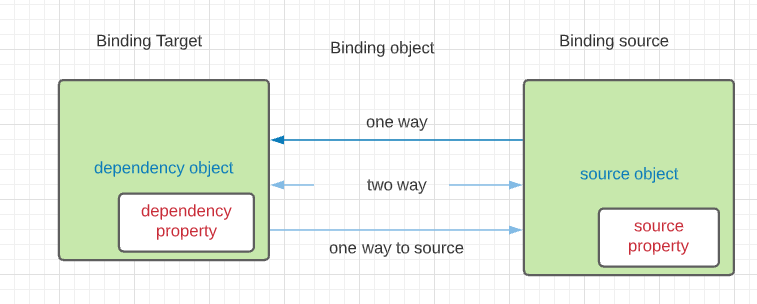 Binding Target
Binding object
Binding source
one way
dependency object
source object
two way
dependency
property
source
property
one way to source